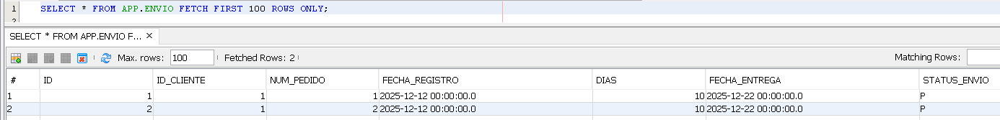 1 SELECT * FROM APP.ENVIO FETCH FIRST 100 ROWS ONLY;
SELECT * FROM APP.ENVIO F... ×
Max. rows: 100 Fetched Rows: 2 Matching Rows:
# ID ID_CLIENTE NUM_PEDIDO FECHA_REGISTRO DIAS FECHA_ENTREGA STATUS_ENVIO
1 1 1 1 2025-12-12 00:00:00.0 10 2025-12-22 00:00:00.0 P
2 2 1 2 2025-12-12 00:00:00.0 10 2025-12-22 00:00:00.0 P